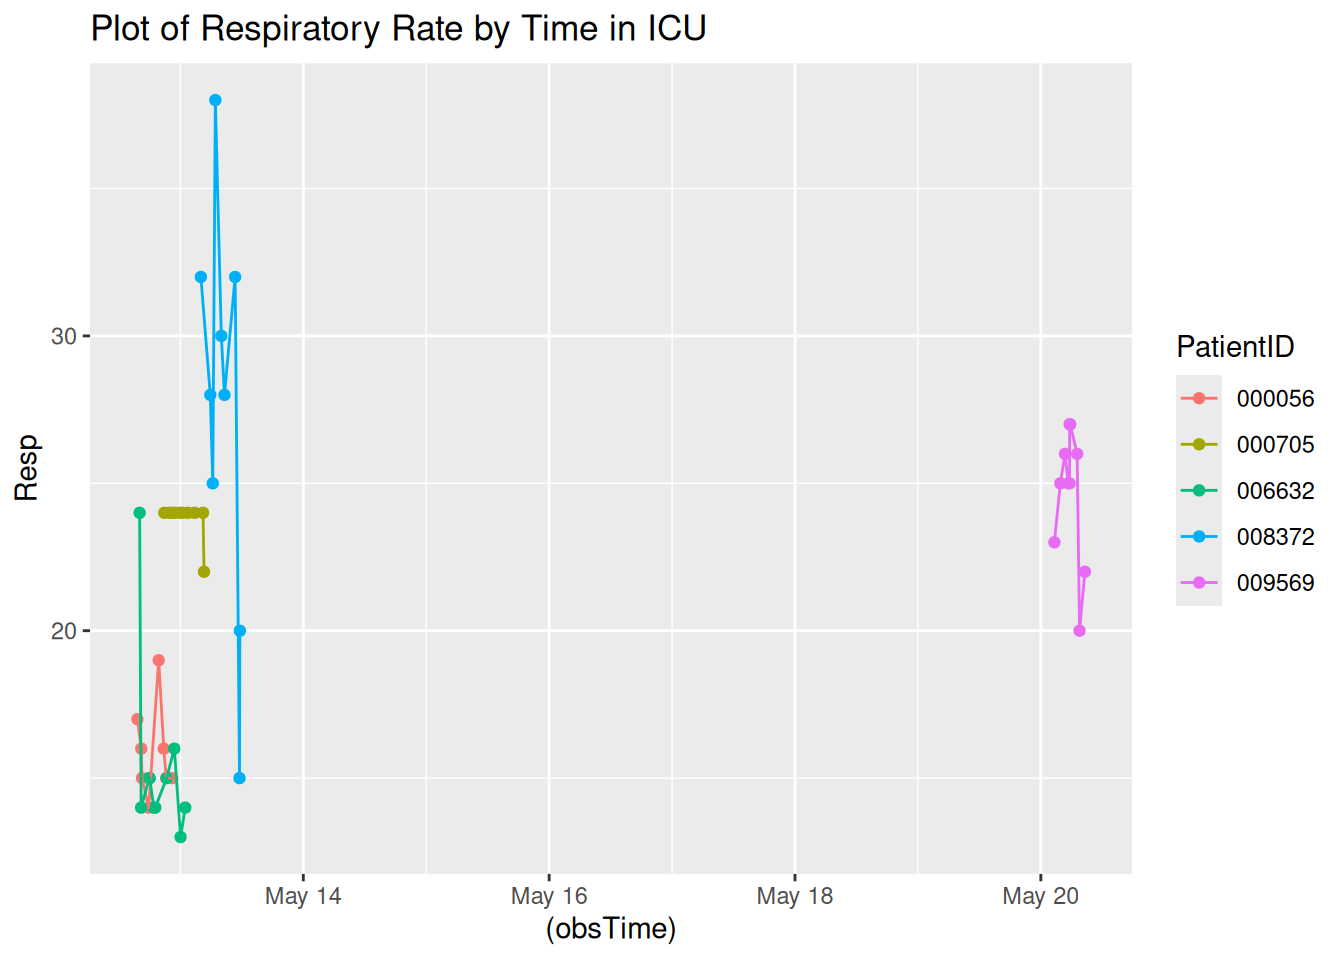 Plot of Respiratory Rate by Time in ICU
Resp
30
20
May 14
May 16
May 18
May 20
(obsTime)
PatientID
000056
000705
006632
008372
009569